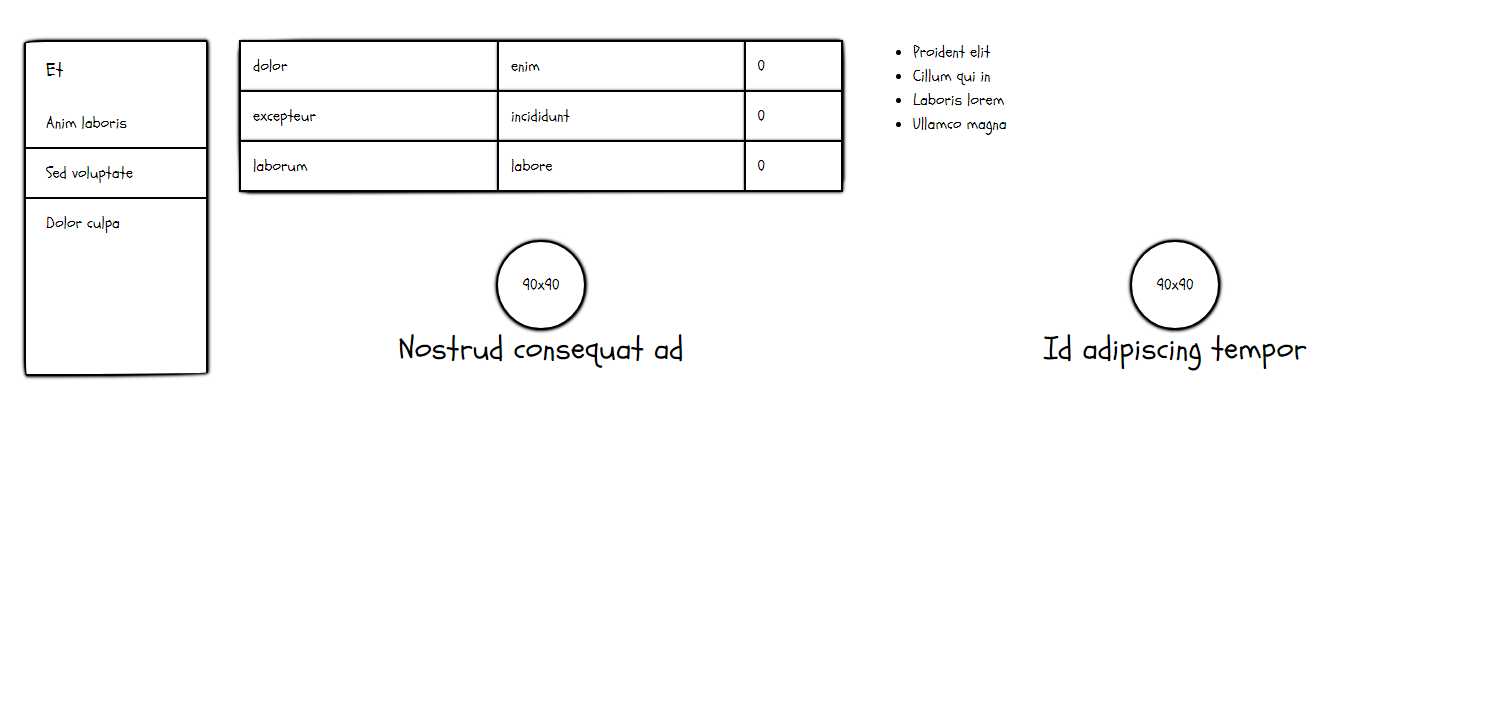 Et
Anim laboris
Sed voluptate
Dolor culpa
dolor enim 0
excepteur incididunt 0
laborum labore 0
Proident elit
Cillum qui in
Laboris lorem
Ullamco magna
90x90
Nostrud consequat ad
90x90
Id adipiscing tempor